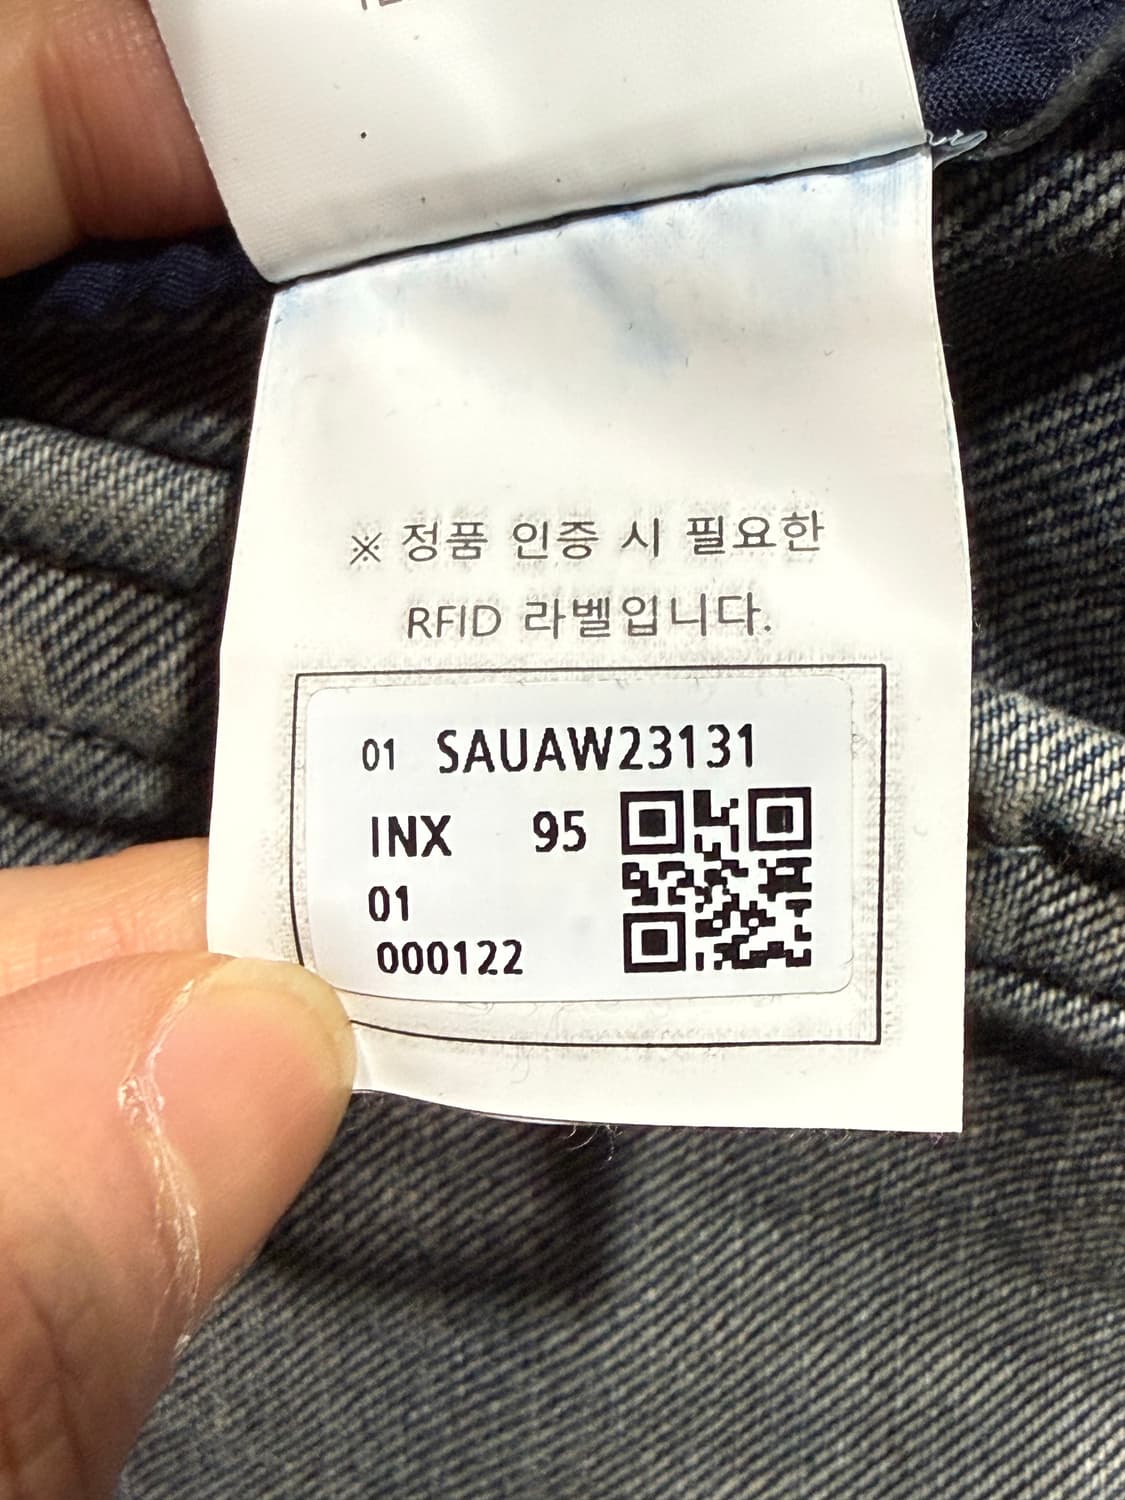 ※ 정품 인증 시 필요한
RFID 라벨입니다.
01 SAUAW23131
INX 95
01
000122